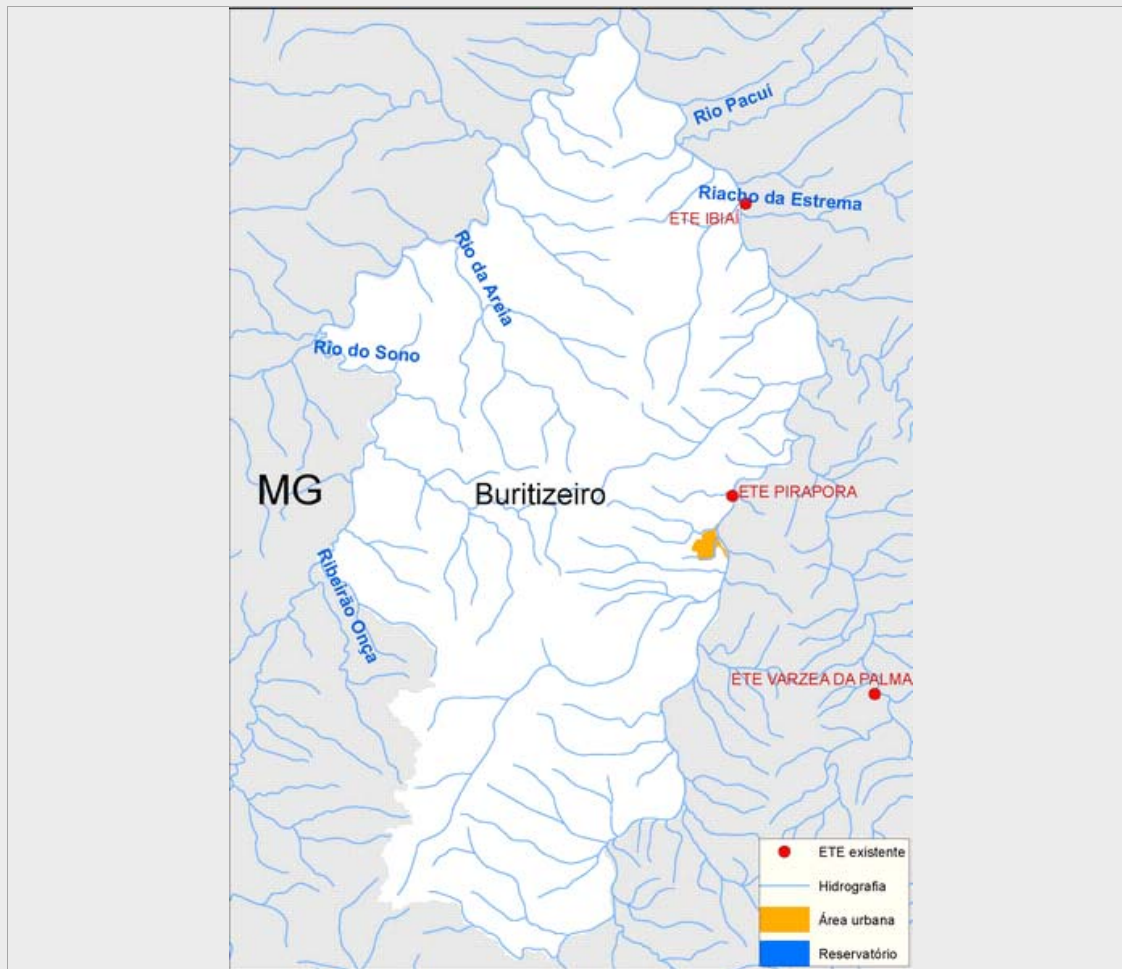 Rio Pacuí
Riacho da Estrema
ETE IBIAÍ
Rio da Areia
Rio do Sono
MG
Buritizeiro
ETE PIRAPORA
Ribeirão Onça
ETE VARZEA DA PALMA
ETE existente
Hidrografia
Área urbana
Reservatório